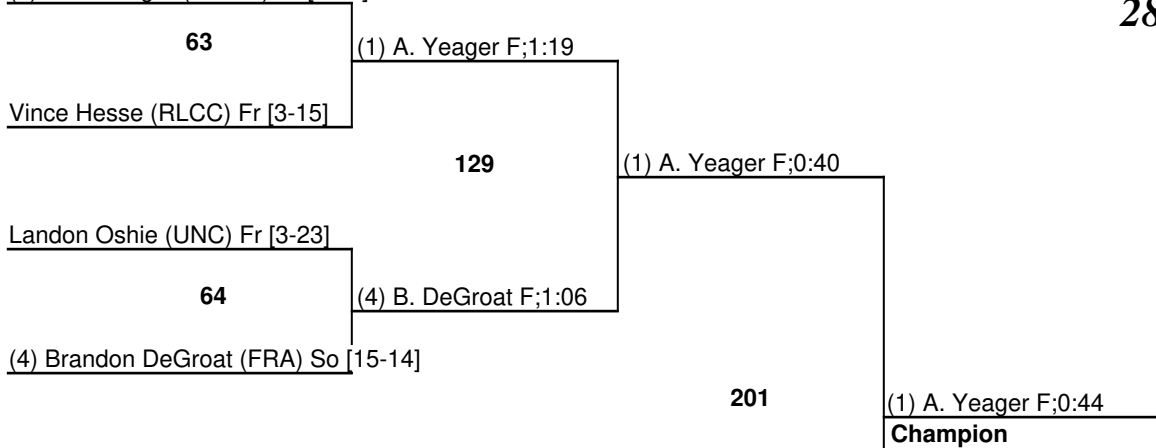 28
63
(1) A. Yeager F;1:19
Vince Hesse (RLCC) Fr [3-15]
129
(1) A. Yeager F;0:40
Landon Oshie (UNC) Fr [3-23]
64
(4) B. DeGroat F;1:06
(4) Brandon DeGroat (FRA) So [15-14]
201
(1) A. Yeager F;0:44
Champion